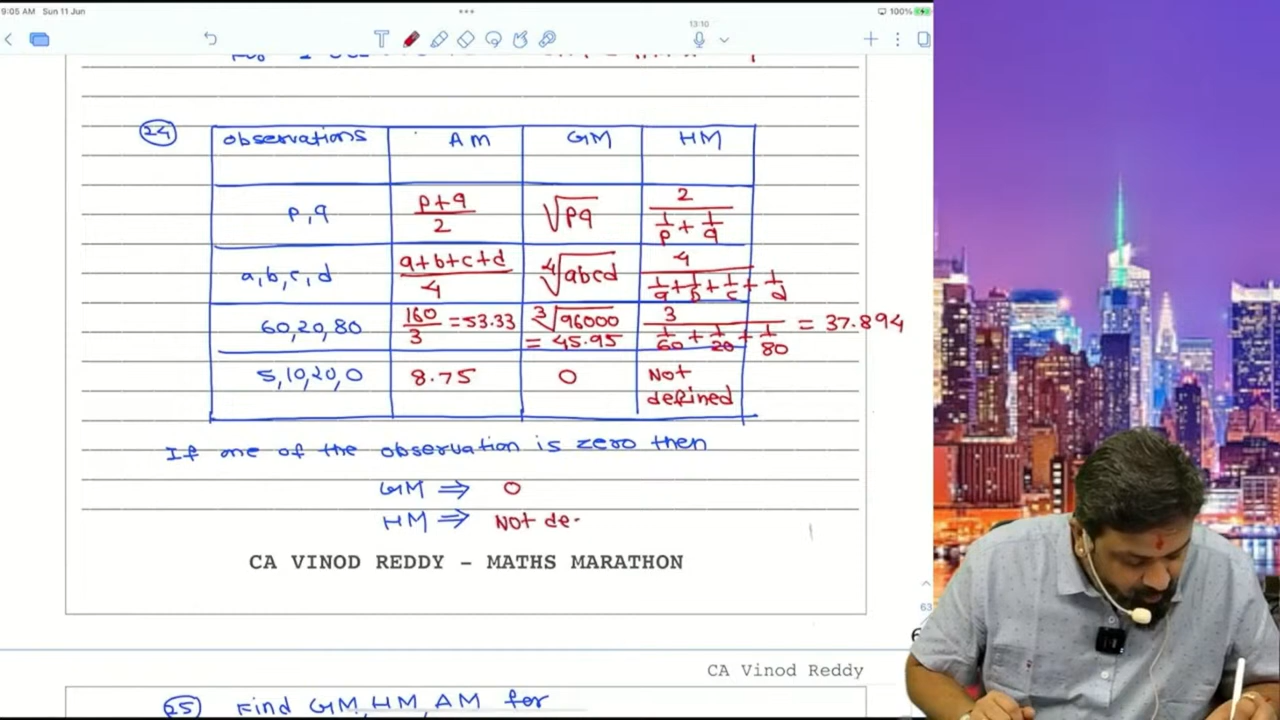 9:05 AM Sun 11 Jun
100%
13:10
24
observations AM GM HM
p, q p+q/2 √pq 2/(1/p + 1/q)
a, b, c, d a+b+c+d/4 ∜abcd 4/(1/a + 1/b + 1/c + 1/d)
60, 20, 80 160/3 = 53.33 ∛96000 = 45.95 3/(1/60 + 1/20 + 1/80) = 37.894
5, 10, 20, 0 8.75 0 Not defined
If one of the observation is zero then
GM ⇒ 0
HM ⇒ Not de-
CA VINOD REDDY - MATHS MARATHON
63
CA Vinod Reddy
25 Find GM, HM, AM for